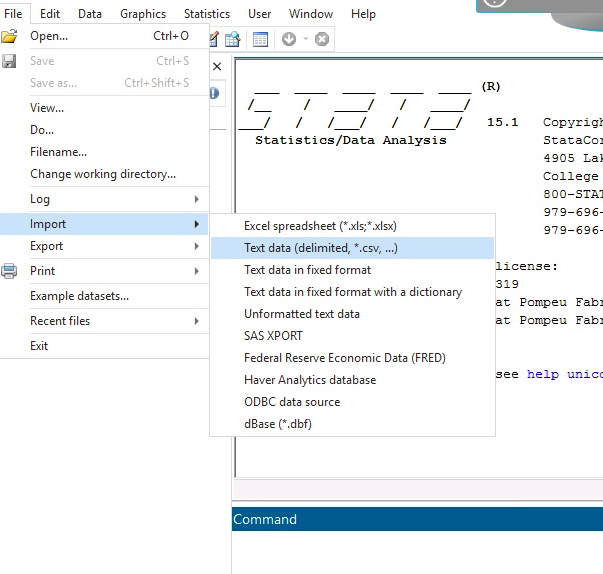 File Edit Data Graphics Statistics User Window Help
Open... Ctrl+O
Save Ctrl+S
Save as... Ctrl+Shift+S
View...
Do...
Filename...
Change working directory...
Log
Import
Export
Print
Example datasets...
Recent files
Exit
Excel spreadsheet (*.xls;*.xlsx)
Text data (delimited, *.csv, ...)
Text data in fixed format
Text data in fixed format with a dictionary
Unformatted text data
SAS XPORT
Federal Reserve Economic Data (FRED)
Haver Analytics database
ODBC data source
dBase (*.dbf)
(R)
15.1 Copyrigh
Statistics/Data Analysis StataCor
4905 Lak
College
800-STAT
979-696-
979-696-
license:
319
at Pompeu Fabr
at Pompeu Fabr
see help unico
Command